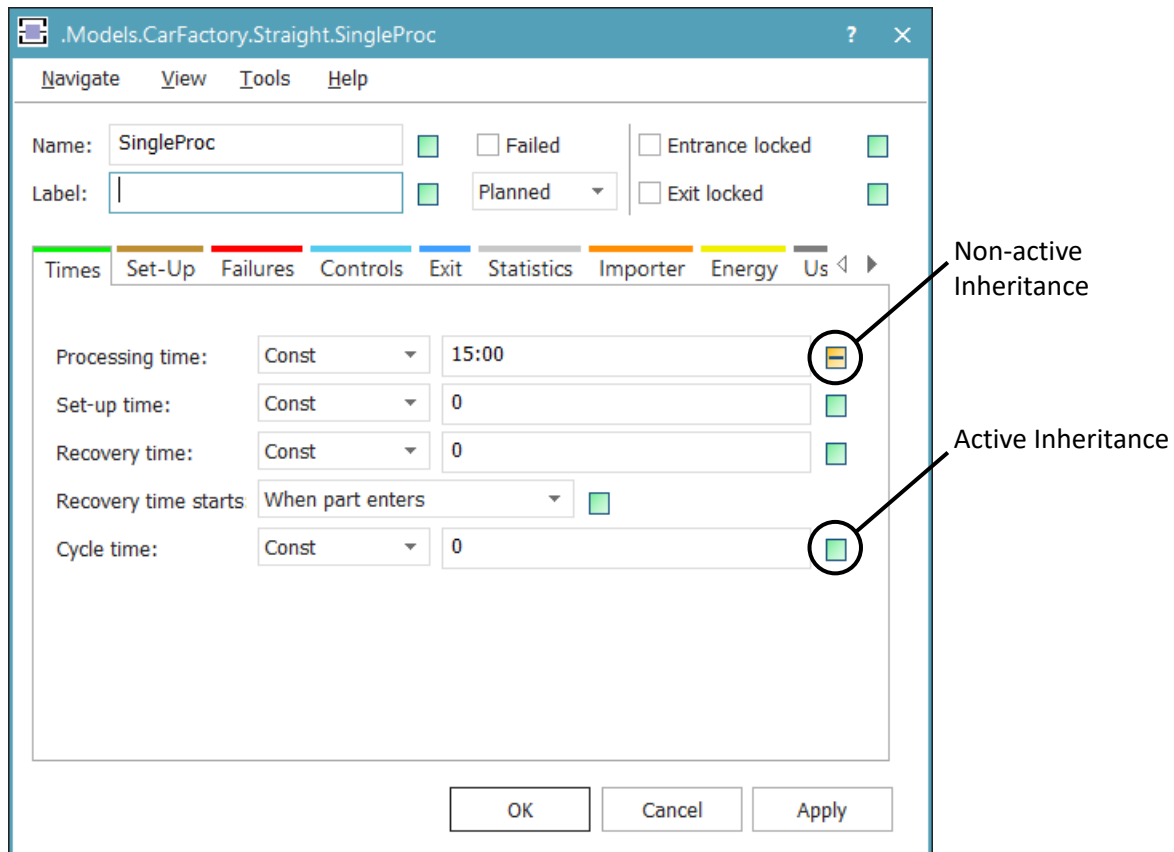 .Models.CarFactory.Straight.SingleProc ?
Navigate View Tools Help
Name: SingleProc Failed Entrance locked
Label: Planned Exit locked
Times Set-Up Failures Controls Exit Statistics Importer Energy Us
Non-active
Inheritance
Processing time: Const 15:00
Set-up time: Const 0
Recovery time: Const 0
Active Inheritance
Recovery time starts When part enters
Cycle time: Const 0
OK Cancel Apply